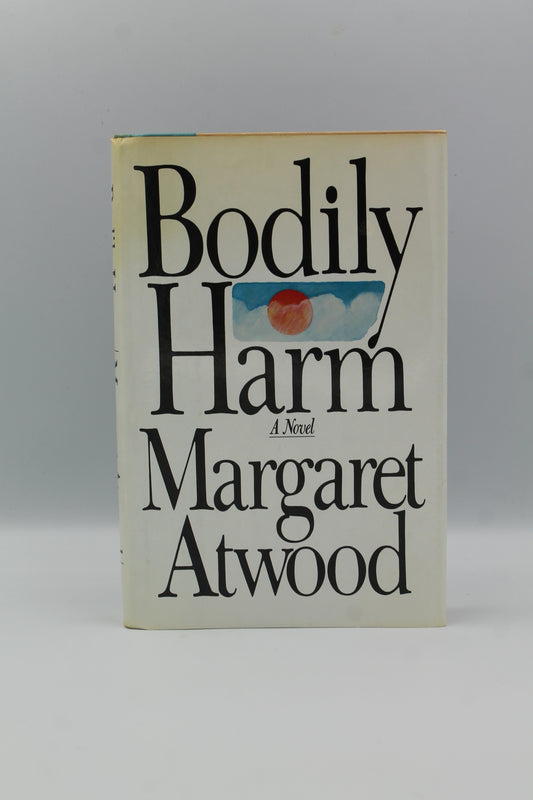 Bodily
Harm
A Novel
Margaret
Atwood